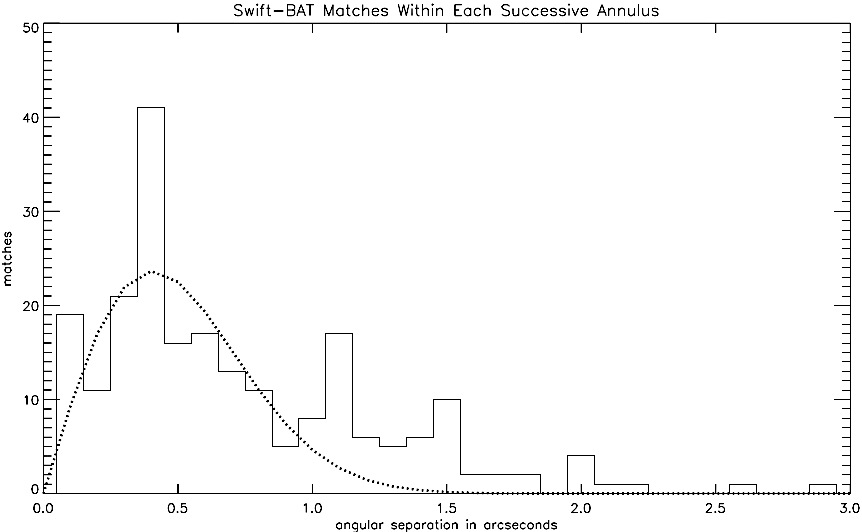 Swift-BAT Matches Within Each Successive Annulus
50
40
30
20
10
0
matches
0.0 0.5 1.0 1.5 2.0 2.5 3.0
angular separation in arcseconds